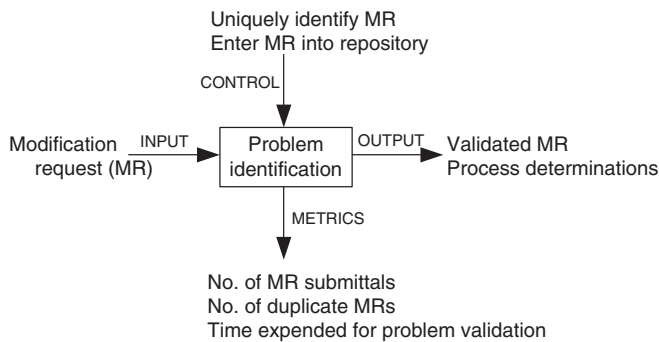 Uniquely identify MR
Enter MR into repository
CONTROL
Modification
request (MR)
INPUT
Problem
identification
OUTPUT
Validated MR
Process determinations
METRICS
No. of MR submittals
No. of duplicate MRs
Time expended for problem validation